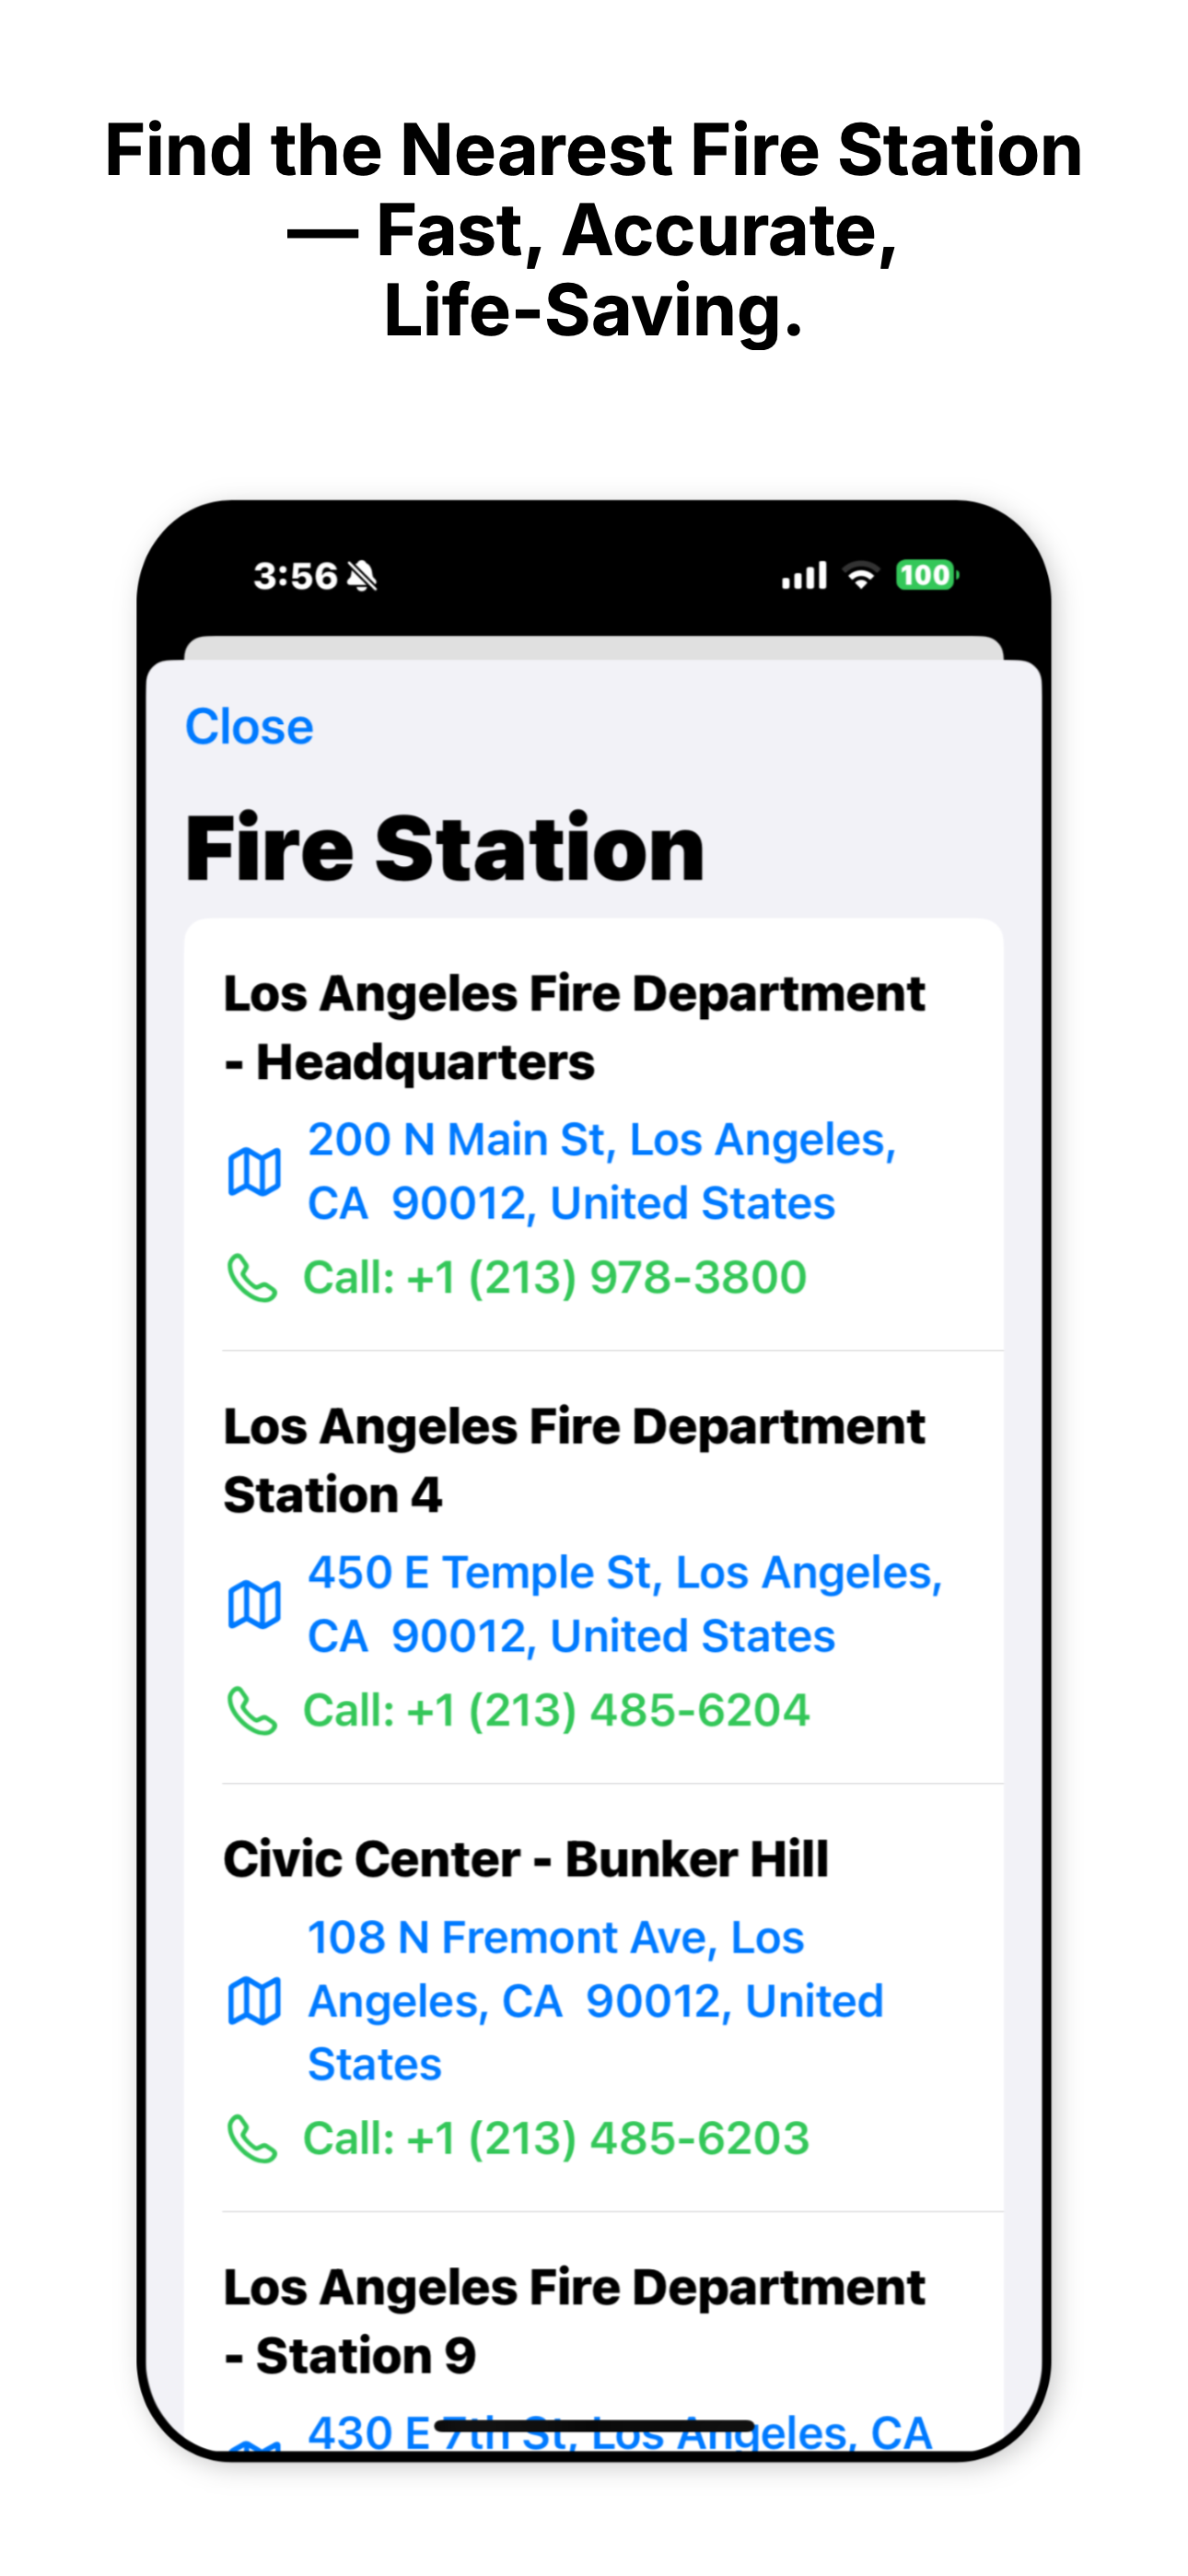 Find the Nearest Fire Station
— Fast, Accurate,
Life-Saving.
3:56
100
Close
Fire Station
Los Angeles Fire Department
- Headquarters
200 N Main St, Los Angeles,
CA  90012, United States
Call: +1 (213) 978-3800
Los Angeles Fire Department
Station 4
450 E Temple St, Los Angeles,
CA  90012, United States
Call: +1 (213) 485-6204
Civic Center - Bunker Hill
108 N Fremont Ave, Los
Angeles, CA  90012, United
States
Call: +1 (213) 485-6203
Los Angeles Fire Department
- Station 9
430 E 7th St, Los Angeles, CA